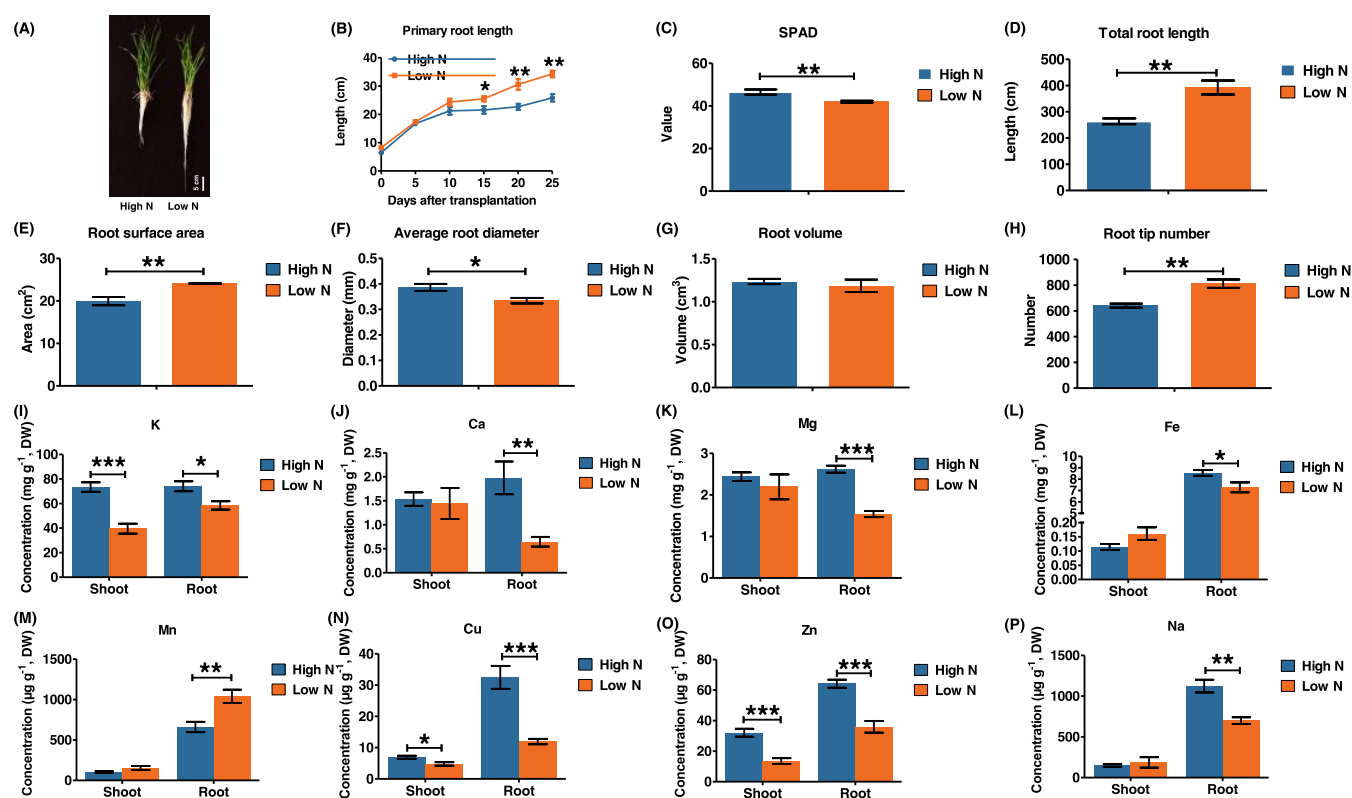 (A)
5 cm
High N Low N
(B)
Primary root length
High N
Low N
Length (cm)
40
30
20
10
0
* ** **
0 5 10 15 20 25
Days after transplantation
(C)
SPAD
Value
60
40
20
0
**
High N
Low N
(D)
Total root length
Length (cm)
500
400
300
200
100
0
**
High N
Low N
(E)
Root surface area
Area (cm²)
30
20
10
0
**
High N
Low N
(F)
Average root diameter
Diameter (mm)
0.5
0.4
0.3
0.2
0.1
0.0
*
High N
Low N
(G)
Root volume
Volume (cm³)
1.5
1.0
0.5
0.0
High N
Low N
(H)
Root tip number
Number
1000
800
600
400
200
0
**
High N
Low N
(I)
K
Concentration (mg g⁻¹, DW)
100
80
60
40
20
0
*** *
Shoot Root
High N
Low N
(J)
Ca
Concentration (mg g⁻¹, DW)
2.5
2.0
1.5
1.0
0.5
0.0
**
Shoot Root
High N
Low N
(K)
Mg
Concentration (mg g⁻¹, DW)
3
2
1
0
***
Shoot Root
High N
Low N
(L)
Fe
Concentration (mg g⁻¹, DW)
10
9
8
7
6
5
0.20
0.15
0.10
0.05
0.00
*
Shoot Root
High N
Low N
(M)
Mn
Concentration (µg g⁻¹, DW)
1500
1000
500
0
**
Shoot Root
High N
Low N
(N)
Cu
Concentration (µg g⁻¹, DW)
40
30
20
10
0
* ***
Shoot Root
High N
Low N
(O)
Zn
Concentration (µg g⁻¹, DW)
80
60
40
20
0
*** ***
Shoot Root
High N
Low N
(P)
Na
Concentration (µg g⁻¹, DW)
1500
1000
500
0
**
Shoot Root
High N
Low N